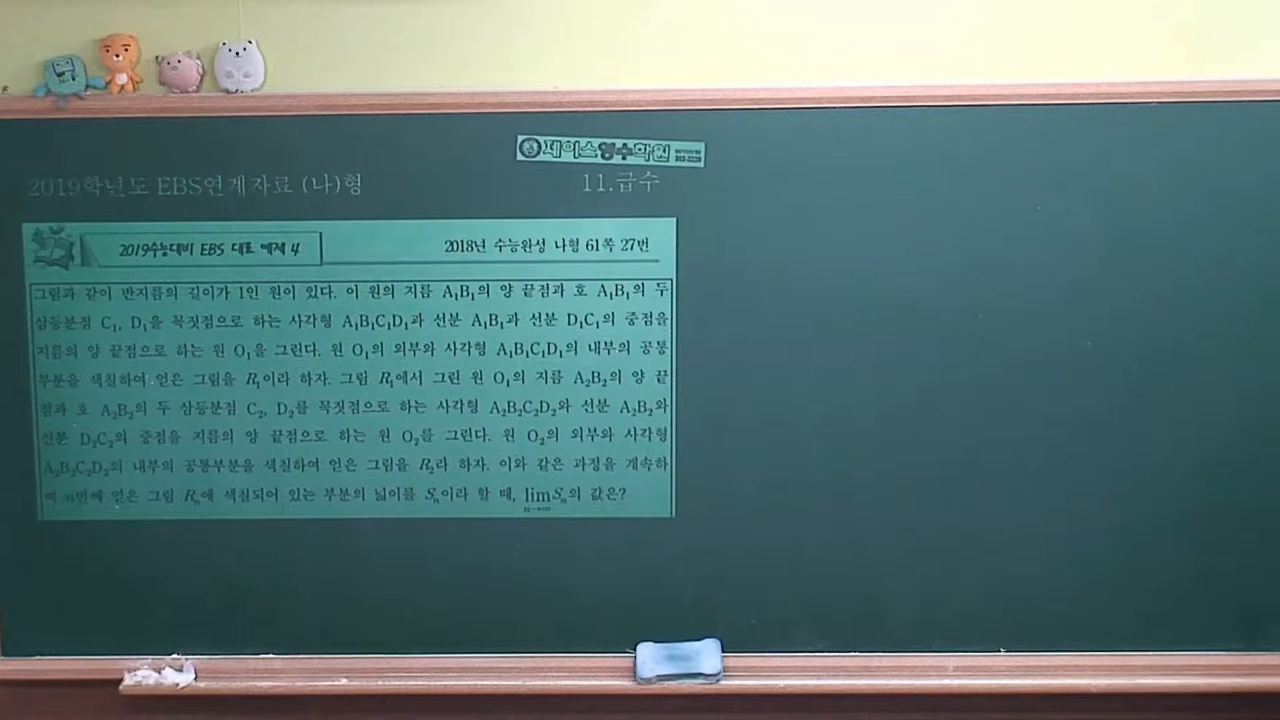 제이스영수학원
2019학년도 EBS연계자료 (나)형
11.급수
2019수능대비 EBS 대표 예제 4
2018년 수능완성 나형 61쪽 27번
그림과 같이 반지름의 길이가 1인 원이 있다. 이 원의 지름 A₁B₁의 양 끝점과 호 A₁B₁의 두
삼등분점 C₁, D₁을 꼭짓점으로 하는 사각형 A₁B₁C₁D₁과 선분 A₁B₁과 선분 D₁C₁의 중점을
지름의 양 끝점으로 하는 원 O₁을 그린다. 원 O₁의 외부와 사각형 A₁B₁C₁D₁의 내부의 공통
부분을 색칠하여 얻은 그림을 R₁이라 하자. 그림 R₁에서 그린 원 O₁의 지름 A₂B₂의 양 끝
점과 호 A₂B₂의 두 삼등분점 C₂, D₂를 꼭짓점으로 하는 사각형 A₂B₂C₂D₂와 선분 A₂B₂와
선분 D₂C₂의 중점을 지름의 양 끝점으로 하는 원 O₂를 그린다. 원 O₂의 외부와 사각형
A₂B₂C₂D₂의 내부의 공통부분을 색칠하여 얻은 그림을 R₂라 하자. 이와 같은 과정을 계속하
여 n번째 얻은 그림 Rₙ에 색칠되어 있는 부분의 넓이를 Sₙ이라 할 때, lim Sₙ의 값은?
n→∞